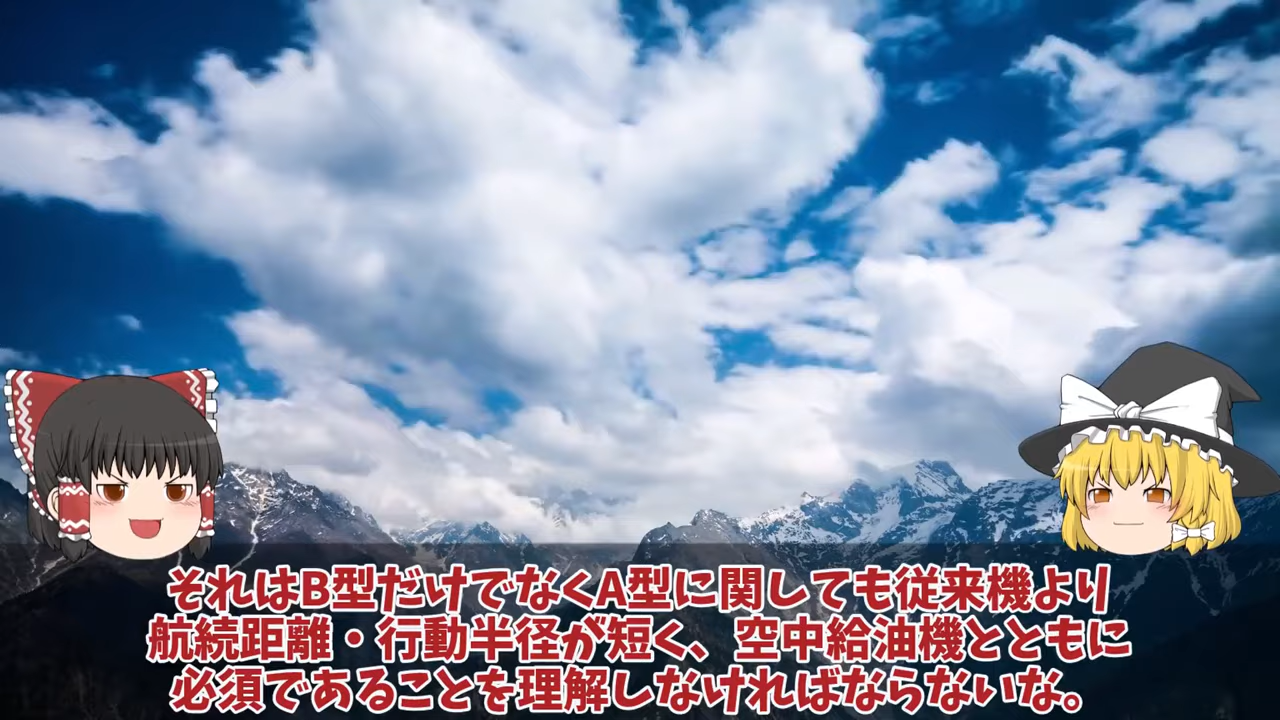 それはB型だけでなくA型に関しても従来機より
航続距離・行動半径が短く、空中給油機とともに
必須であることを理解しなければならないな。